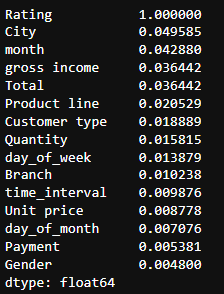 Rating 1.000000
City 0.049585
month 0.042880
gross income 0.036442
Total 0.036442
Product line 0.020529
Customer type 0.018889
Quantity 0.015815
day_of_week 0.013879
Branch 0.010238
time_interval 0.009876
Unit price 0.008778
day_of_month 0.007076
Payment 0.005381
Gender 0.004800
dtype: float64